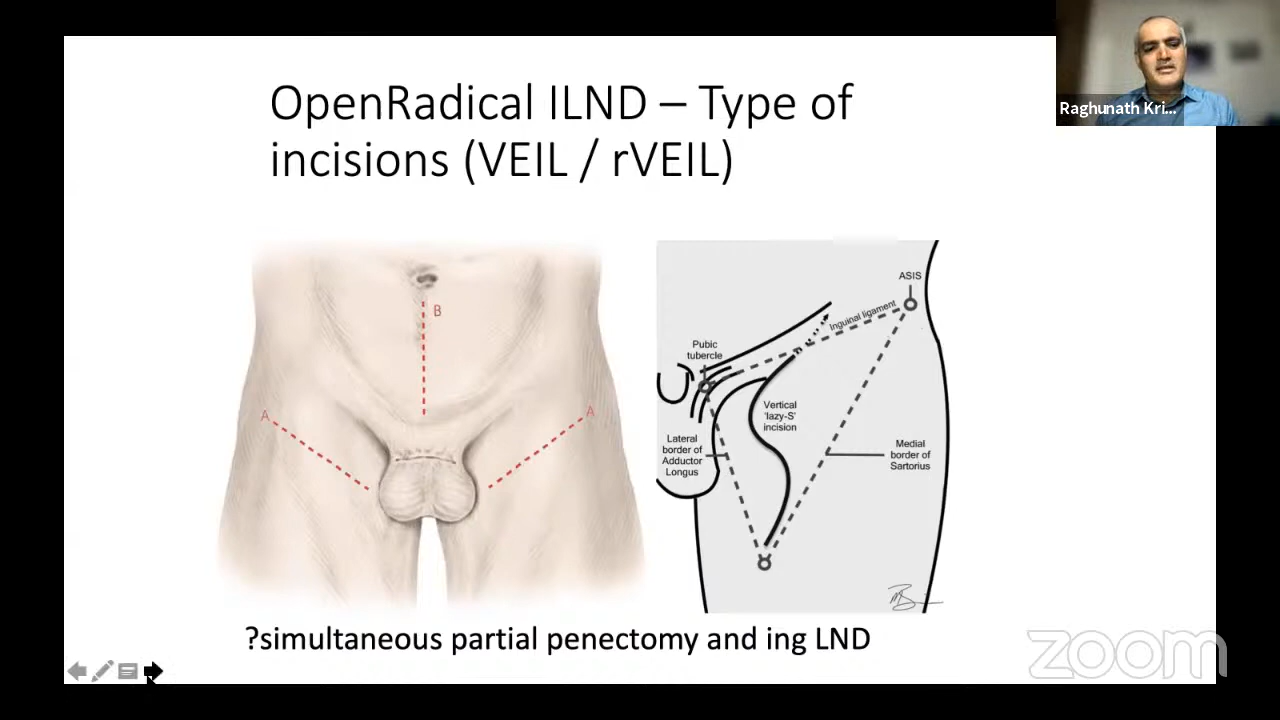 OpenRadical ILND – Type of
incisions (VEIL / rVEIL)
Raghunath Kri...
B
A
A
ASIS
Inguinal ligament
Pubic
tubercle
Vertical
'lazy-S'
incision
Lateral
border of
Adductor
Longus
Medial
border of
Sartorius
?simultaneous partial penectomy and ing LND
zoom